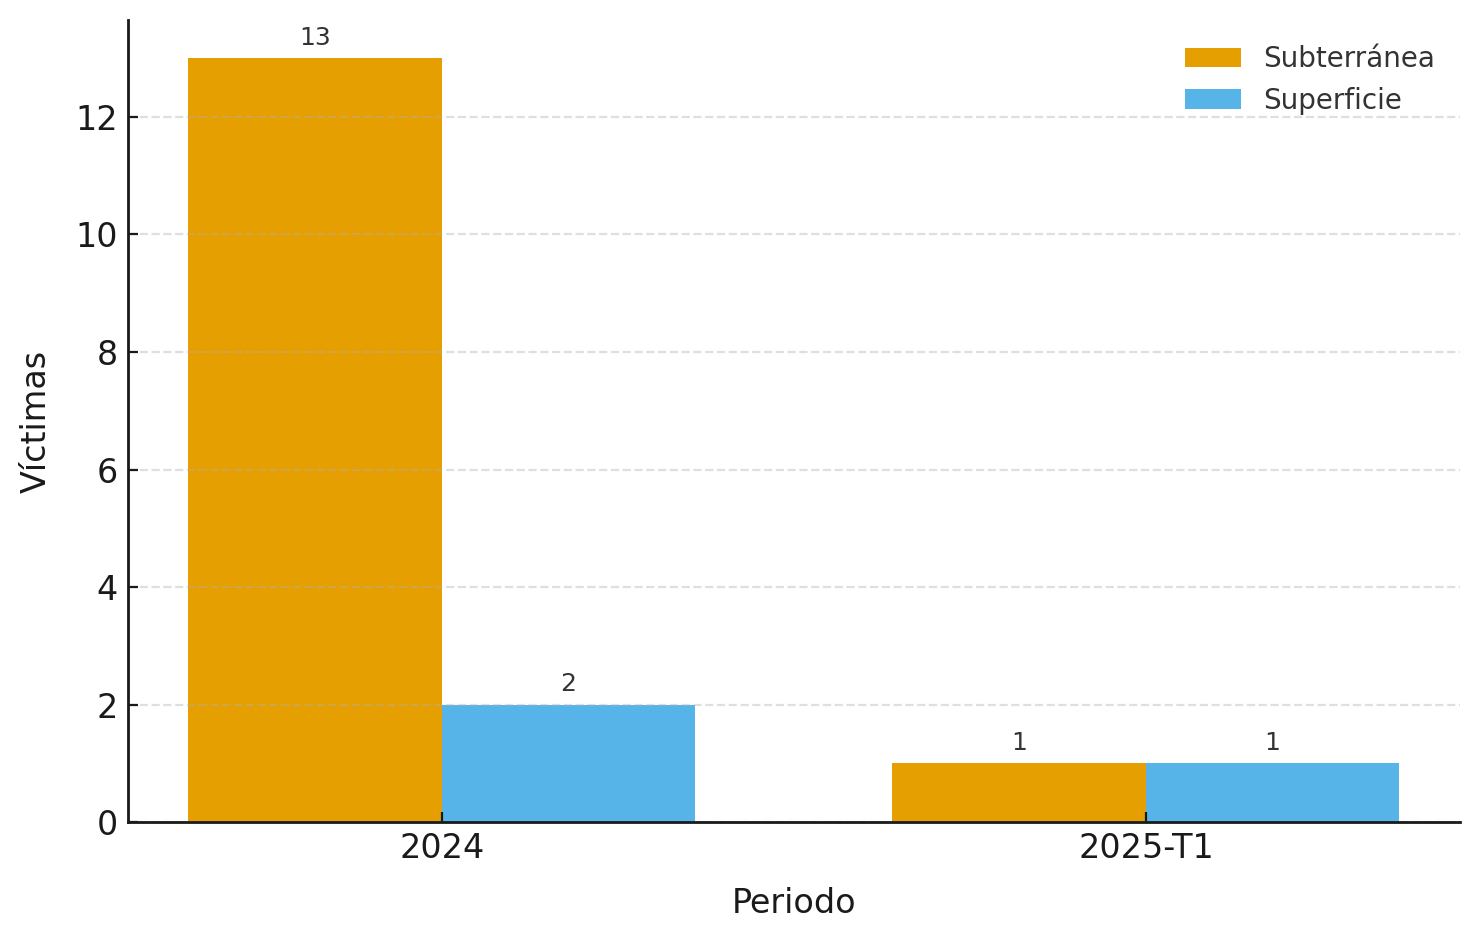 13
Subterránea
Superficie
12
10
8
6
4
2
0
Víctimas
2
1
1
2024
2025-T1
Periodo